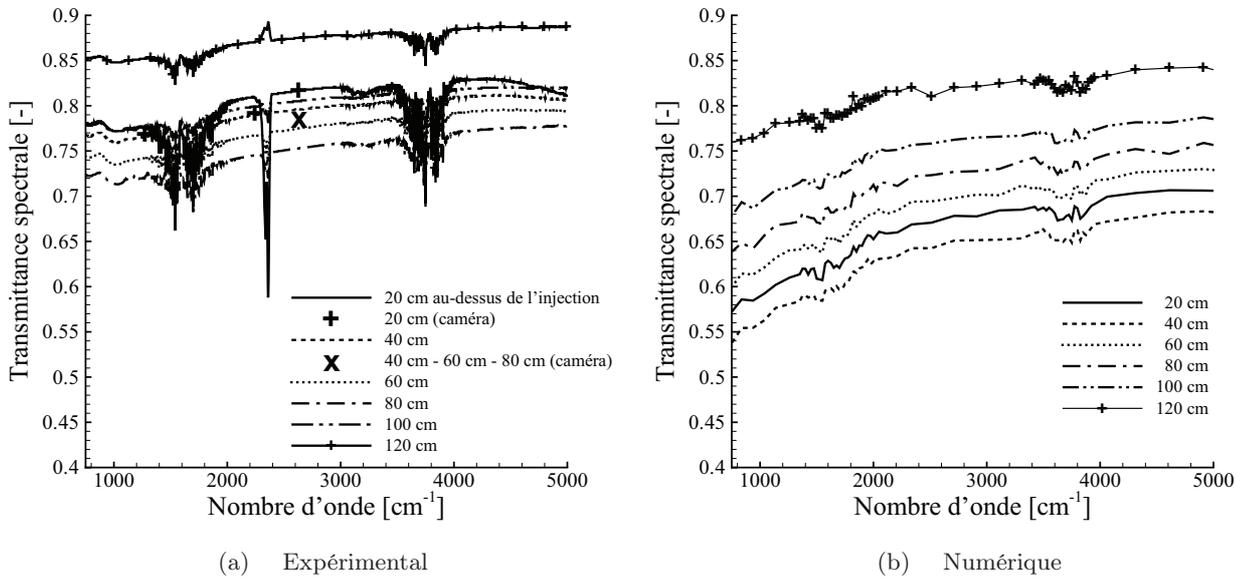 Transmittance spectrale [-]
0.9
0.85
0.8
0.75
0.7
0.65
0.6
0.55
0.5
0.45
0.4
20 cm au-dessus de l'injection
20 cm (caméra)
40 cm
40 cm - 60 cm - 80 cm (caméra)
60 cm
80 cm
100 cm
120 cm
1000 2000 3000 4000 5000
Nombre d'onde [cm-1]
(a) Expérimental
Transmittance spectrale [-]
0.9
0.85
0.8
0.75
0.7
0.65
0.6
0.55
0.5
0.45
0.4
20 cm
40 cm
60 cm
80 cm
100 cm
120 cm
1000 2000 3000 4000 5000
Nombre d'onde [cm-1]
(b) Numérique